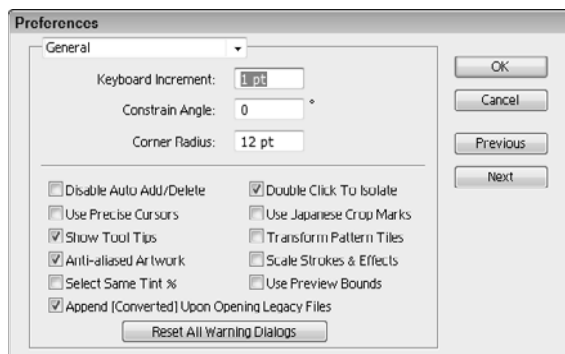 Preferences
General
Keyboard Increment: 1 pt
Constrain Angle: 0 °
Corner Radius: 12 pt
Disable Auto Add/Delete
Double Click To Isolate
Use Precise Cursors
Use Japanese Crop Marks
Show Tool Tips
Transform Pattern Tiles
Anti-aliased Artwork
Scale Strokes & Effects
Select Same Tint %
Use Preview Bounds
Append [Converted] Upon Opening Legacy Files
Reset All Warning Dialogs
OK
Cancel
Previous
Next